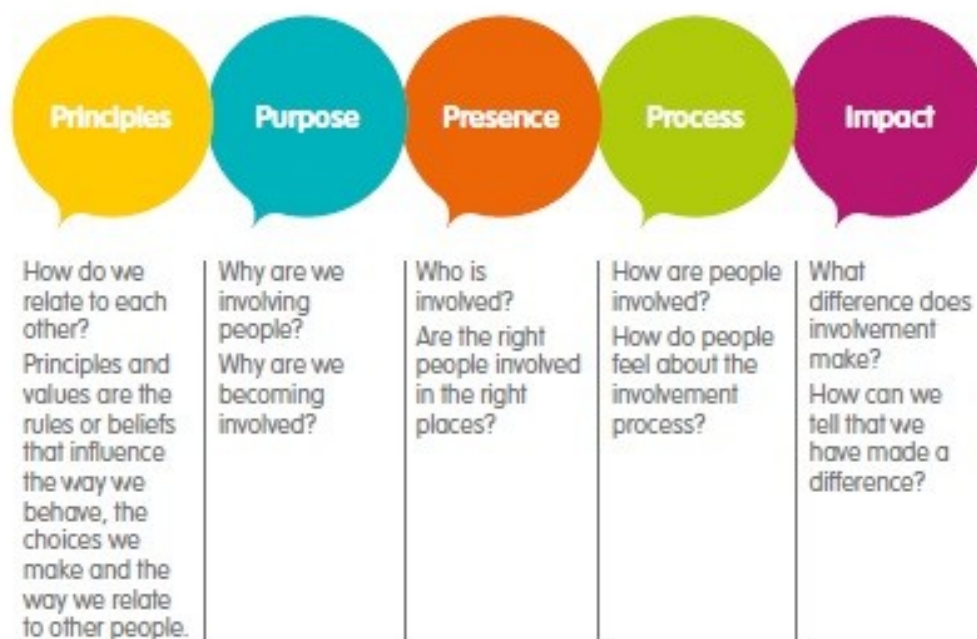 Principles
Purpose
Presence
Process
Impact
How do we
relate to each
other?
Principles and
values are the
rules or beliefs
that influence
the way we
behave, the
choices we
make and the
way we relate
to other people.
Why are we
involving
people?
Why are we
becoming
involved?
Who is
involved?
Are the right
people involved
in the right
places?
How are people
involved?
How do people
feel about the
involvement
process?
What
difference does
involvement
make?
How can we
tell that we
have made a
difference?